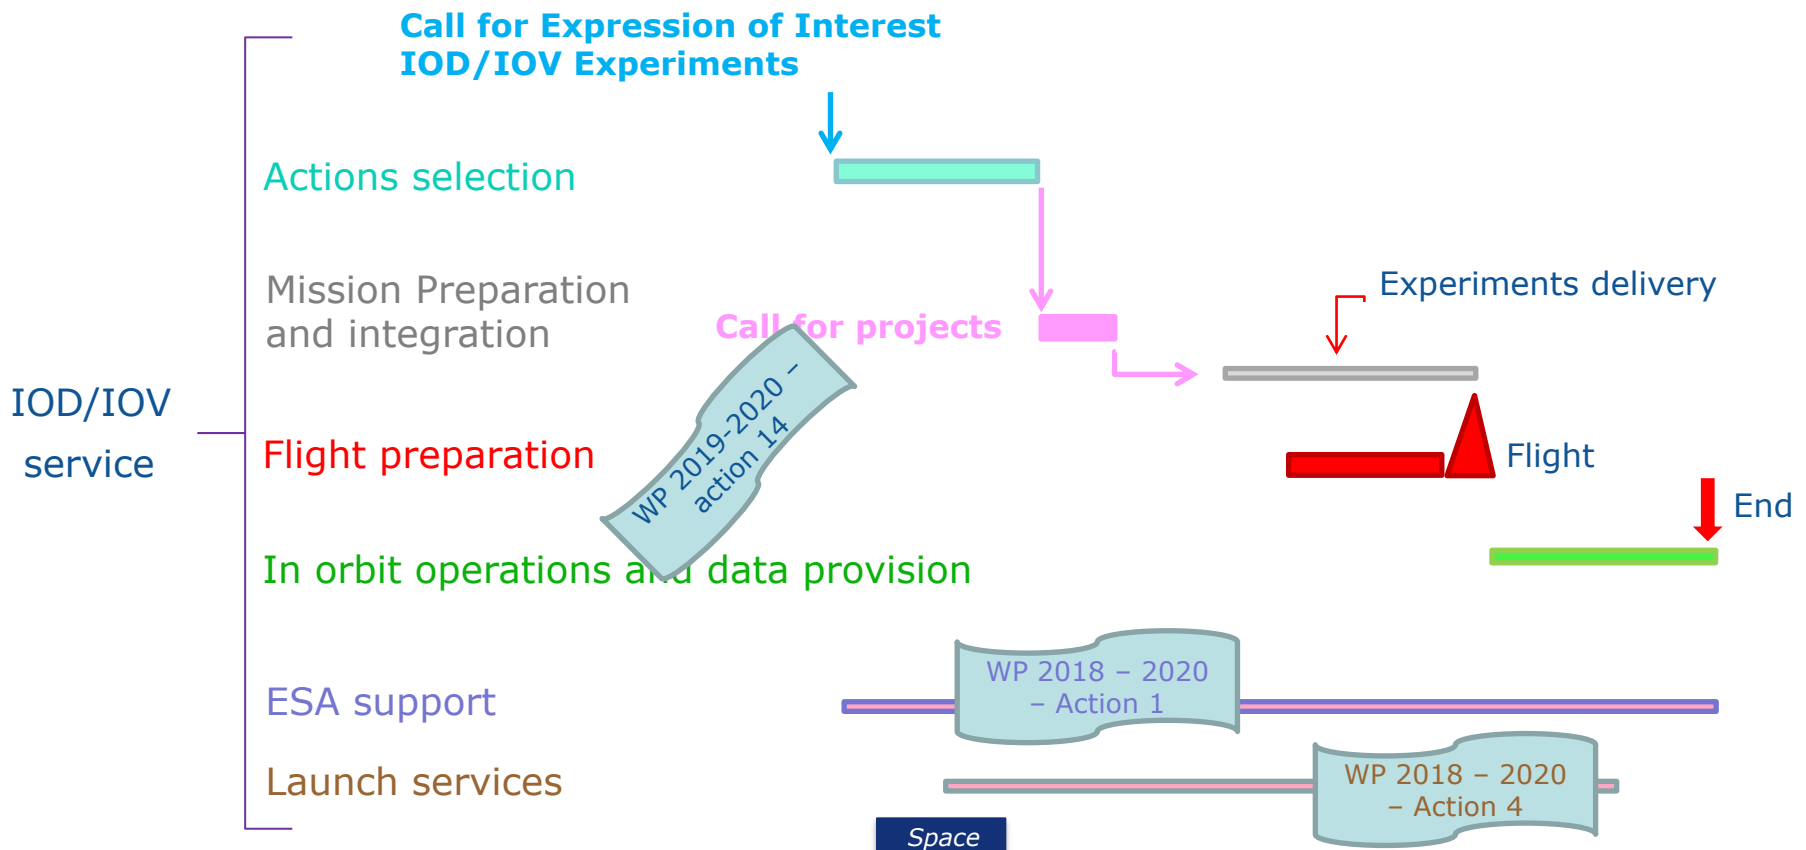 Call for Expression of Interest
IOD/IOV Experiments
Actions selection
Mission Preparation
and integration
Experiments delivery
Call for projects
IOD/IOV
service
WP 2019-2020 –
action 14
Flight preparation
Flight
End
In orbit operations and data provision
WP 2018 – 2020
– Action 1
ESA support
Launch services
WP 2018 – 2020
– Action 4
Space